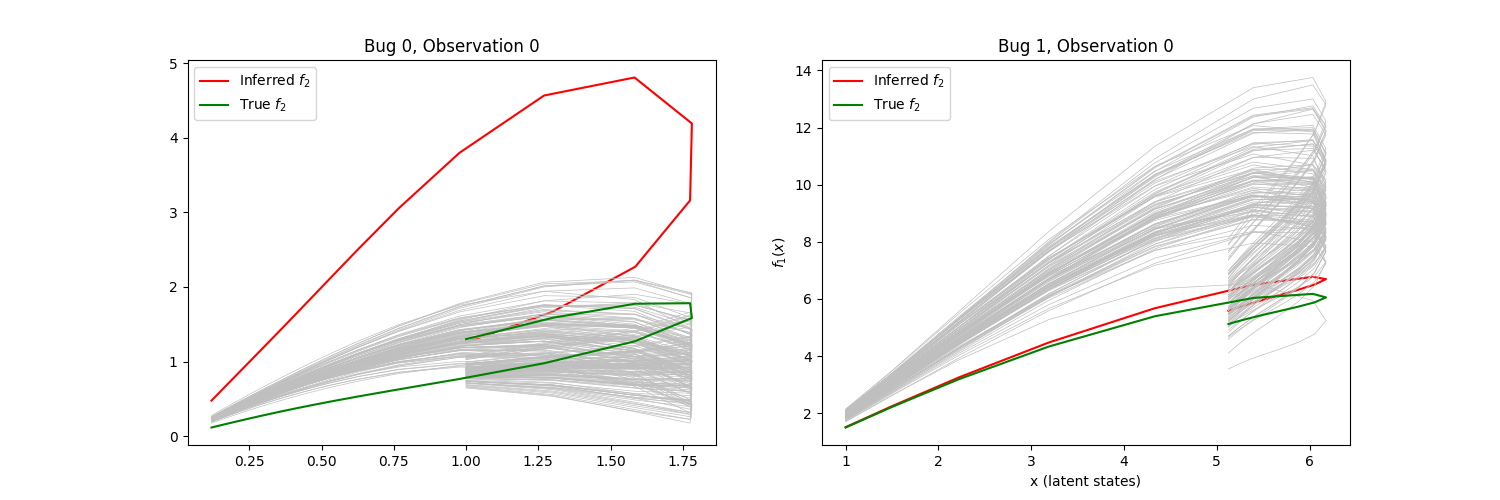 Bug 0, Observation 0
Inferred f₂
True f₂
5
4
3
2
1
0
0.25 0.50 0.75 1.00 1.25 1.50 1.75
Bug 1, Observation 0
Inferred f₂
True f₂
f₁(x)
14
12
10
8
6
4
2
1 2 3 4 5 6
x (latent states)